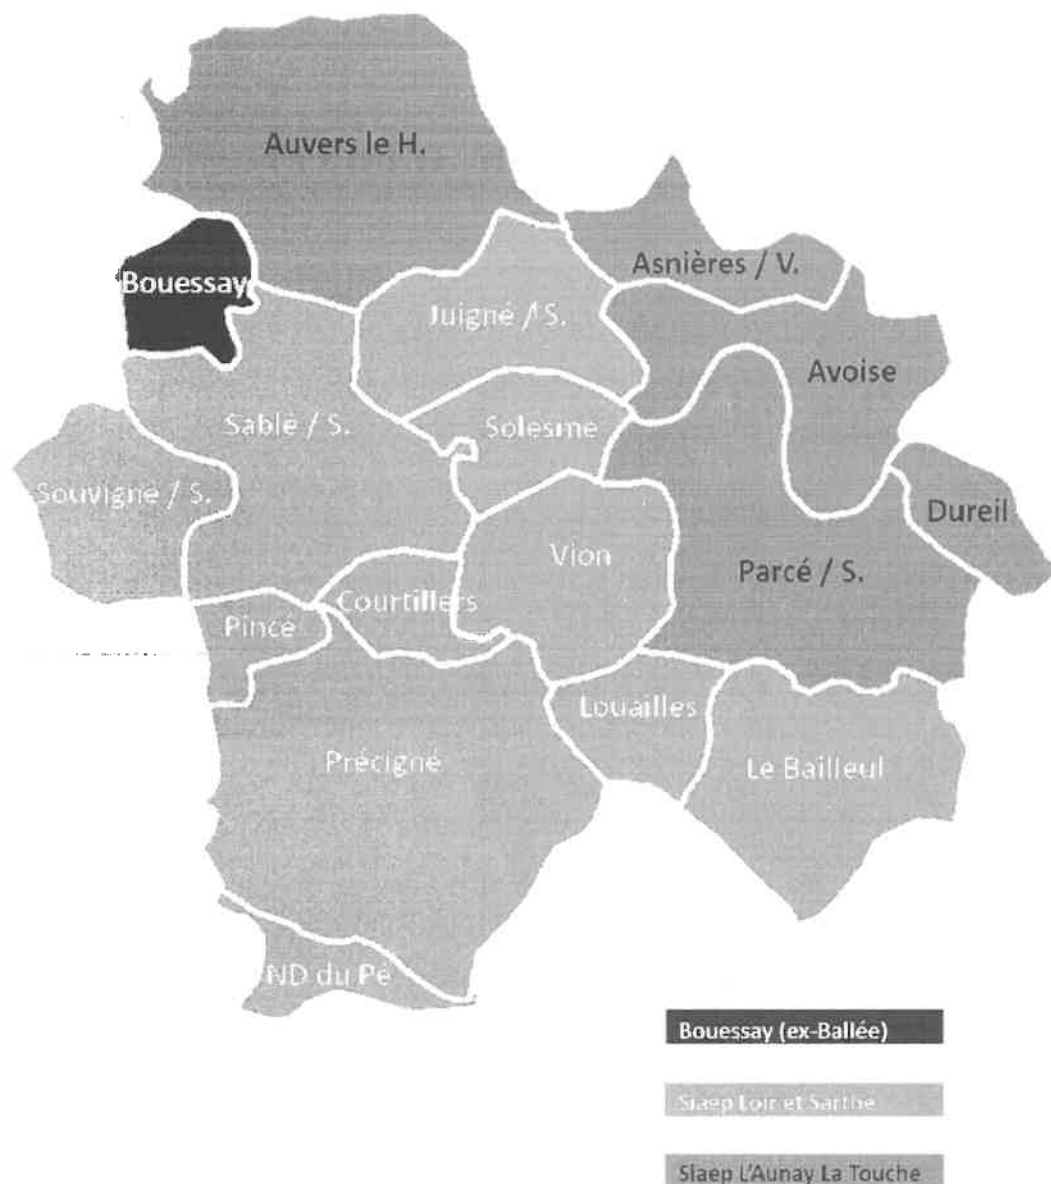 Auvers le H.
Asnières / V.
Bouessay
Juigné / S.
Avoise
Sablé / S.
Solesme
Souvigné / S.
Dureil
Vion
Parcé / S.
Courtillers
Pincé
Louailles
Précigné
Le Bailleul
ND du Pé
Bouessay (ex-Ballée)
Siaep Loir et Sarthe
Siaep L'Aunay La Touche